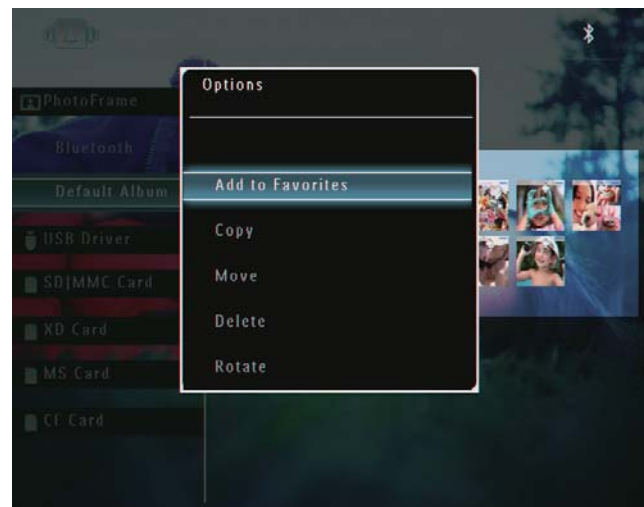 PhotoFrame
Bluetooth
Default Album
USB Driver
SD|MMC Card
XD Card
MS Card
CF Card
Options
Add to Favorites
Copy
Move
Delete
Rotate